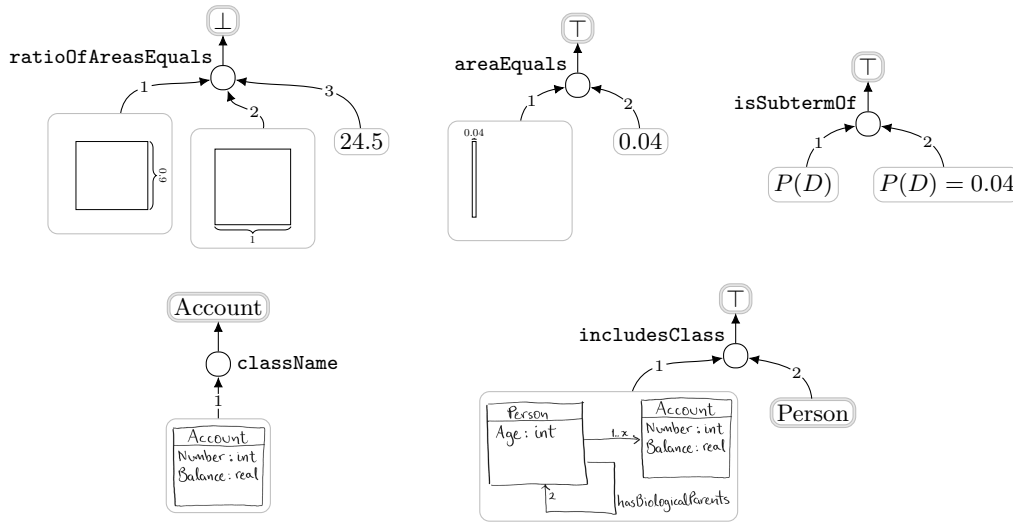 ⊥
ratioOfAreasEquals
1
2
3
0.9
1
24.5
⊤
areaEquals
1
2
0.04
0.04
⊤
isSubtermOf
1
2
P(D)
P(D) = 0.04
Account
className
1
Account
Number : int
Balance : real
⊤
includesClass
1
2
Person
Age : int
1..x
Account
Number : int
Balance : real
2
hasBiologicalParents
Person